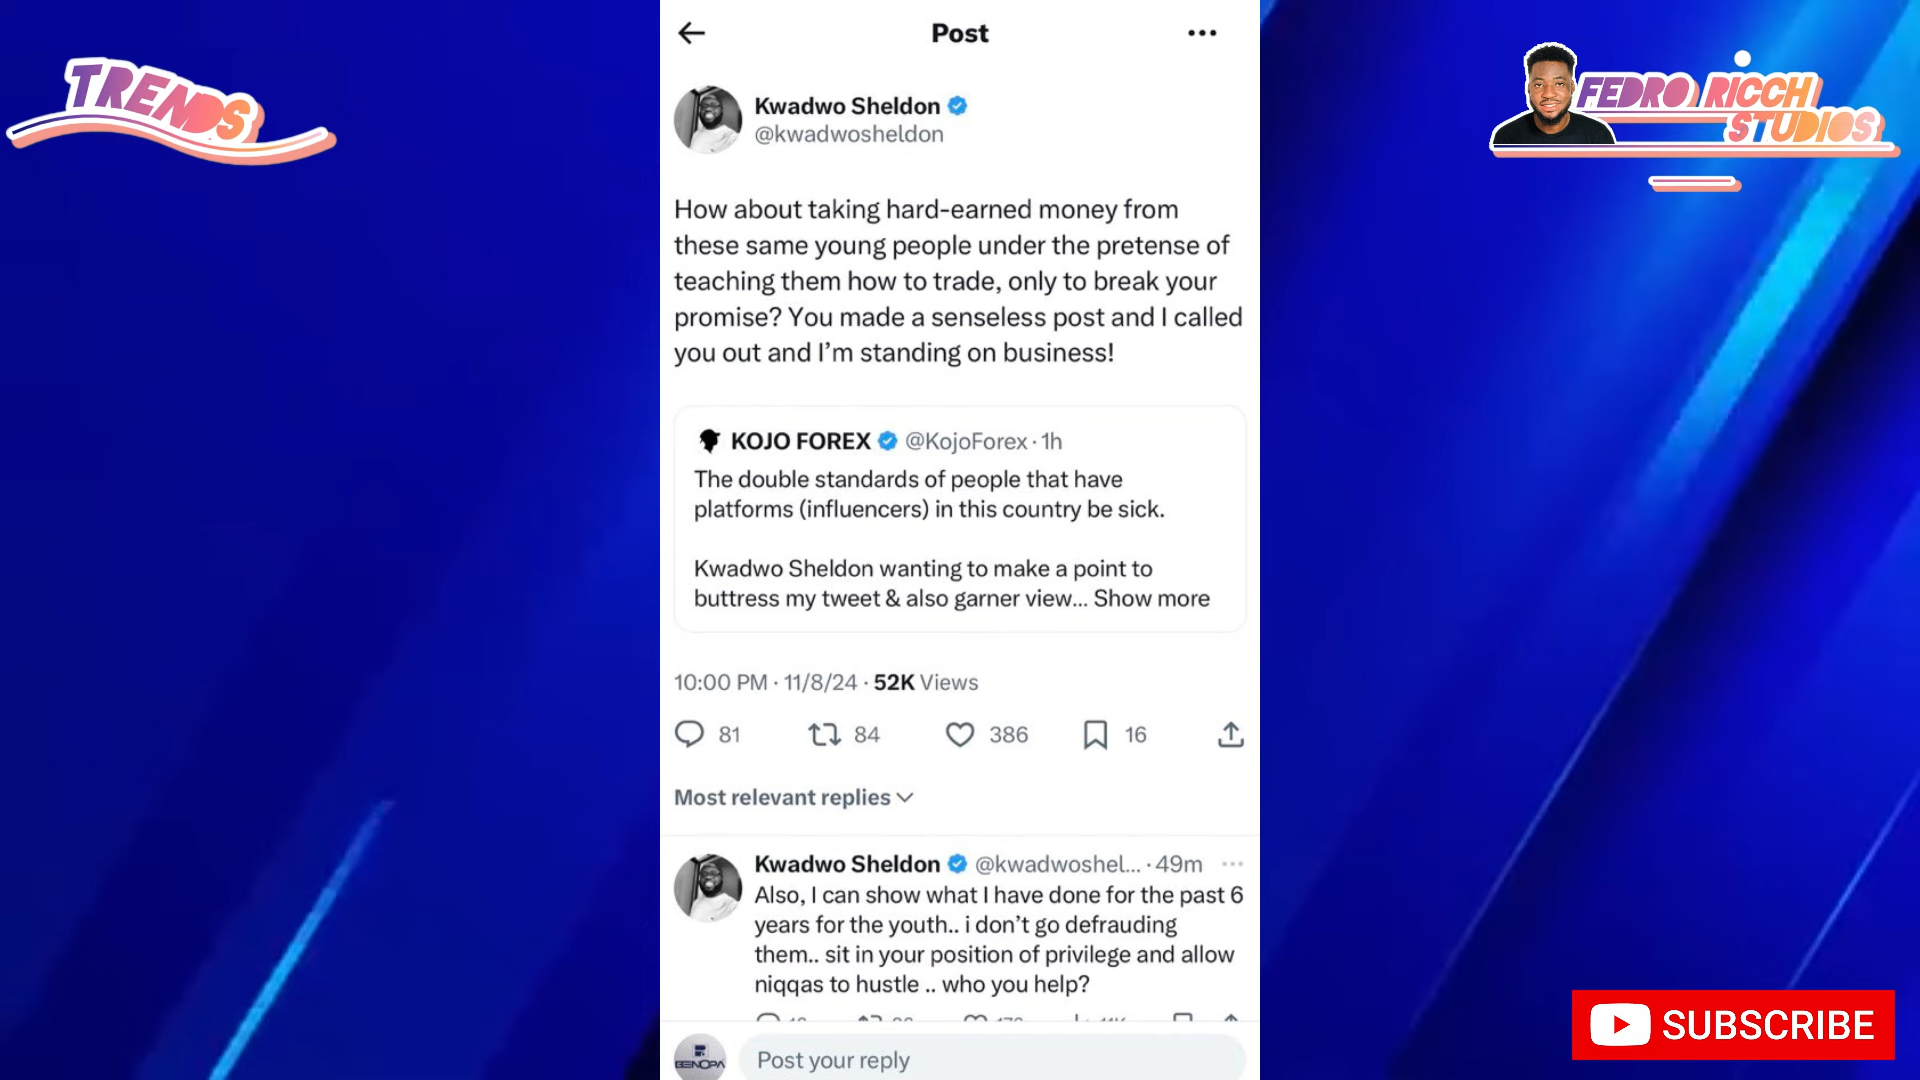 TRENDS
FEDRO RICCH
STUDIOS
Post
Kwadwo Sheldon
@kwadwosheldon
How about taking hard-earned money from
these same young people under the pretense of
teaching them how to trade, only to break your
promise? You made a senseless post and I called
you out and I’m standing on business!
KOJO FOREX @KojoForex · 1h
The double standards of people that have
platforms (influencers) in this country be sick.
Kwadwo Sheldon wanting to make a point to
buttress my tweet & also garner view... Show more
10:00 PM · 11/8/24 · 52K Views
81 84 386 16
Most relevant replies
Kwadwo Sheldon @kwadwoshel... · 49m
Also, I can show what I have done for the past 6
years for the youth.. i don’t go defrauding
them.. sit in your position of privilege and allow
niqqas to hustle .. who you help?
BENOPA
Post your reply
SUBSCRIBE